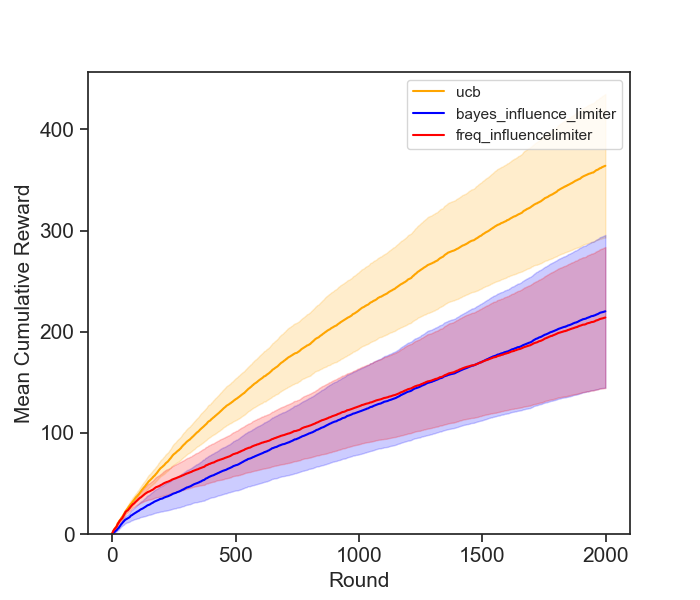 ucb
bayes_influence_limiter
freq_influencelimiter
Mean Cumulative Reward
400
300
200
100
0
0 500 1000 1500 2000
Round